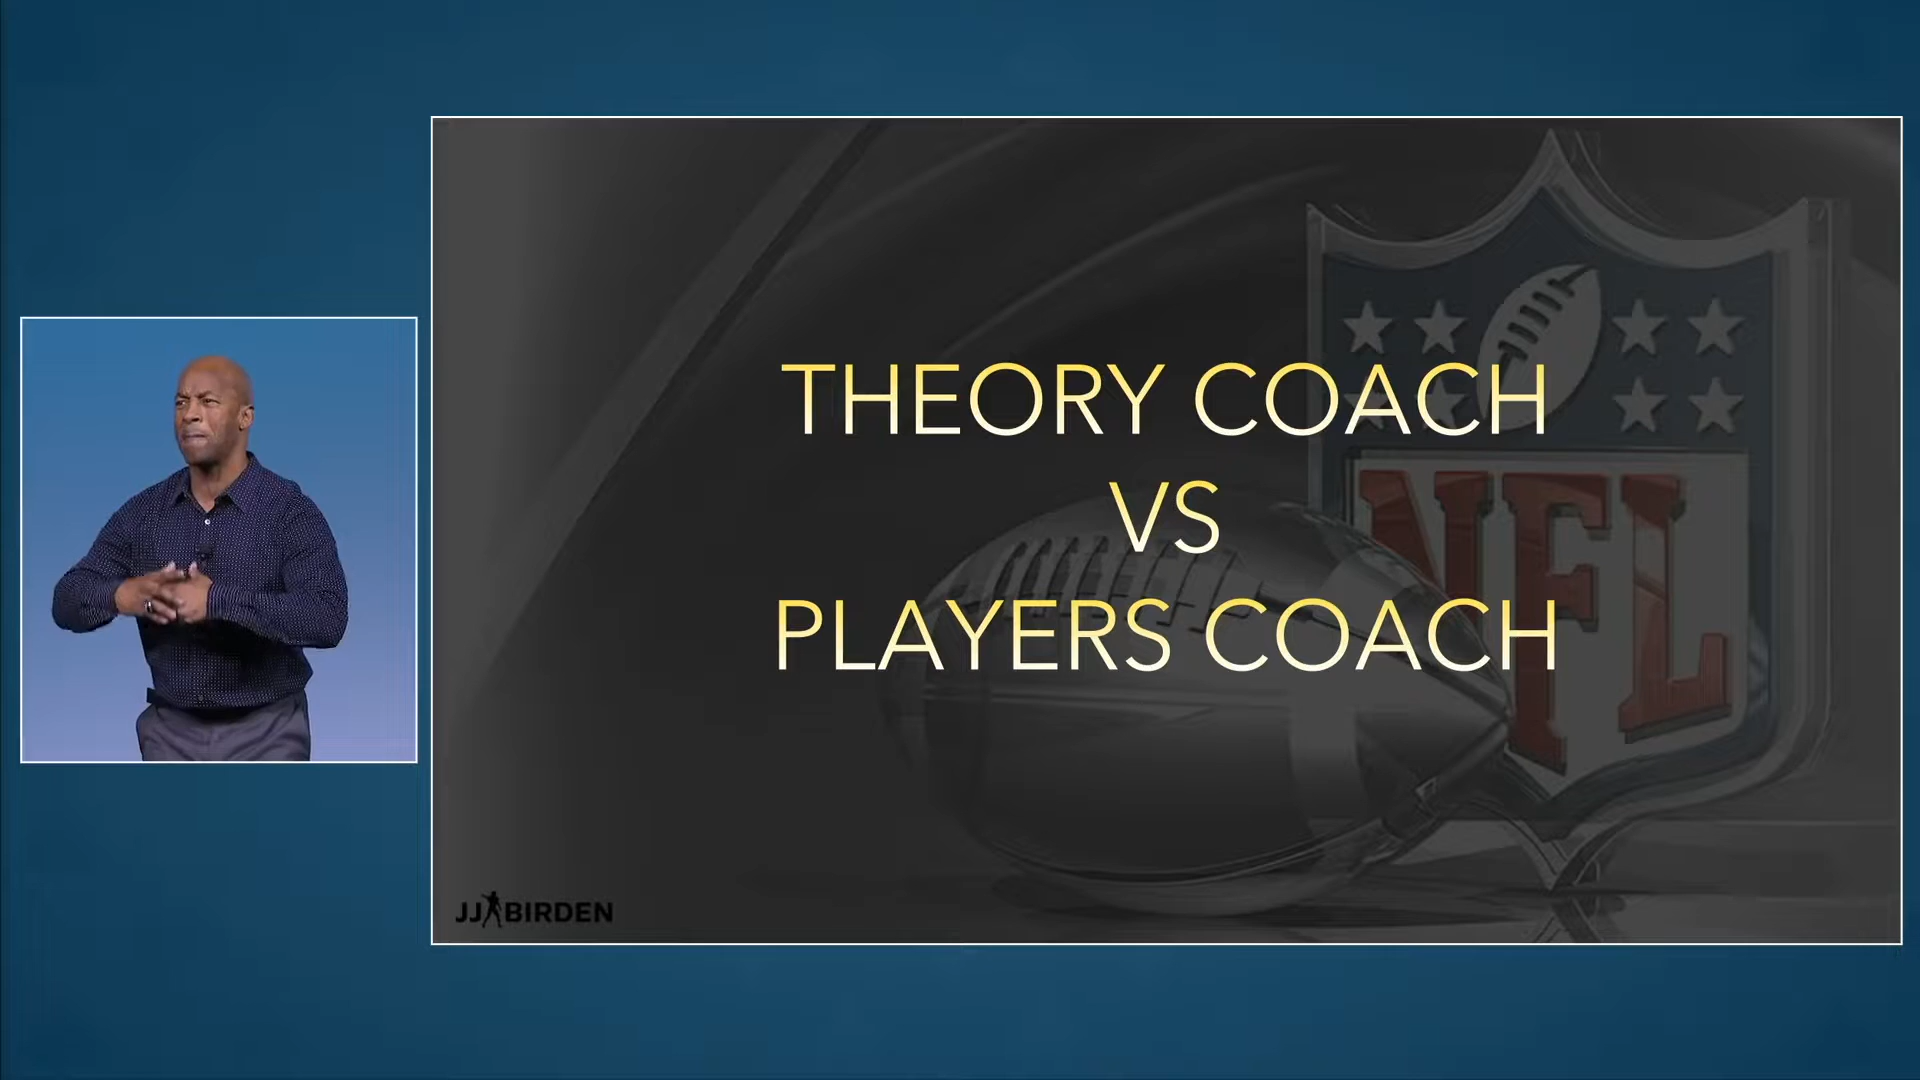 THEORY COACH
VS
PLAYERS COACH
NFL
JJ BIRDEN